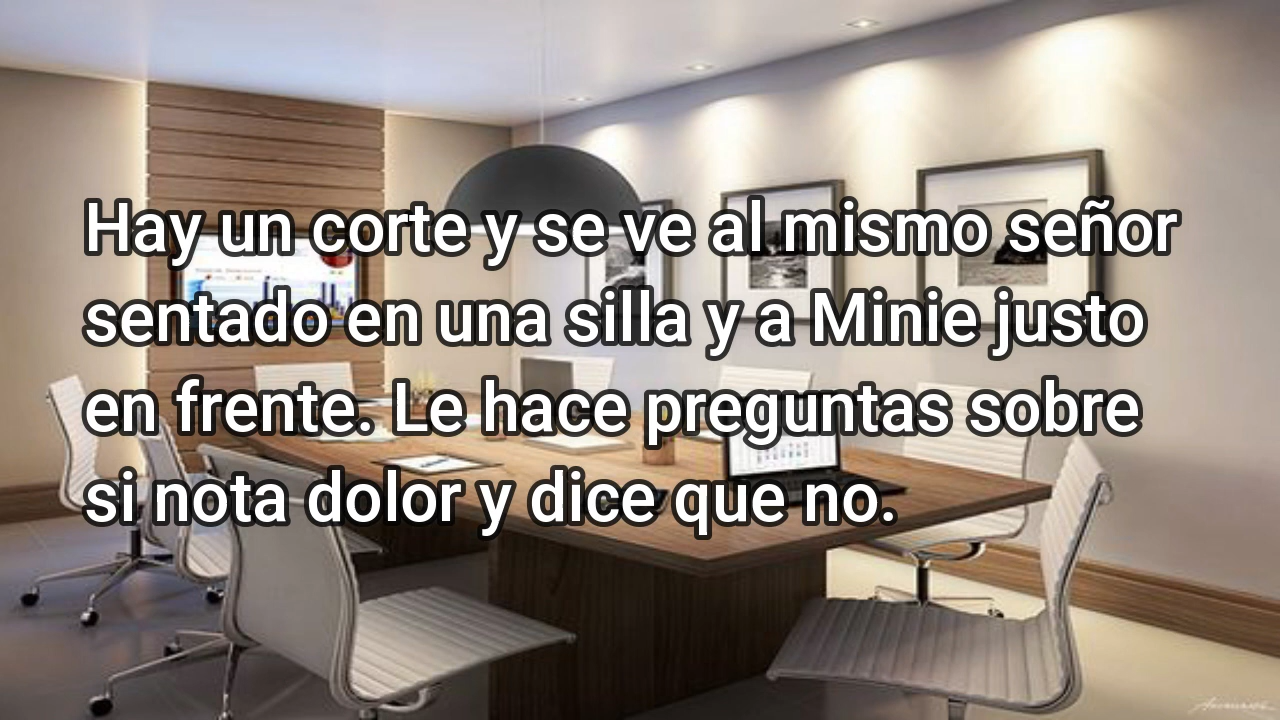 Hay un corte y se ve al mismo señor
sentado en una silla y a Minie justo
en frente. Le hace preguntas sobre
si nota dolor y dice que no.